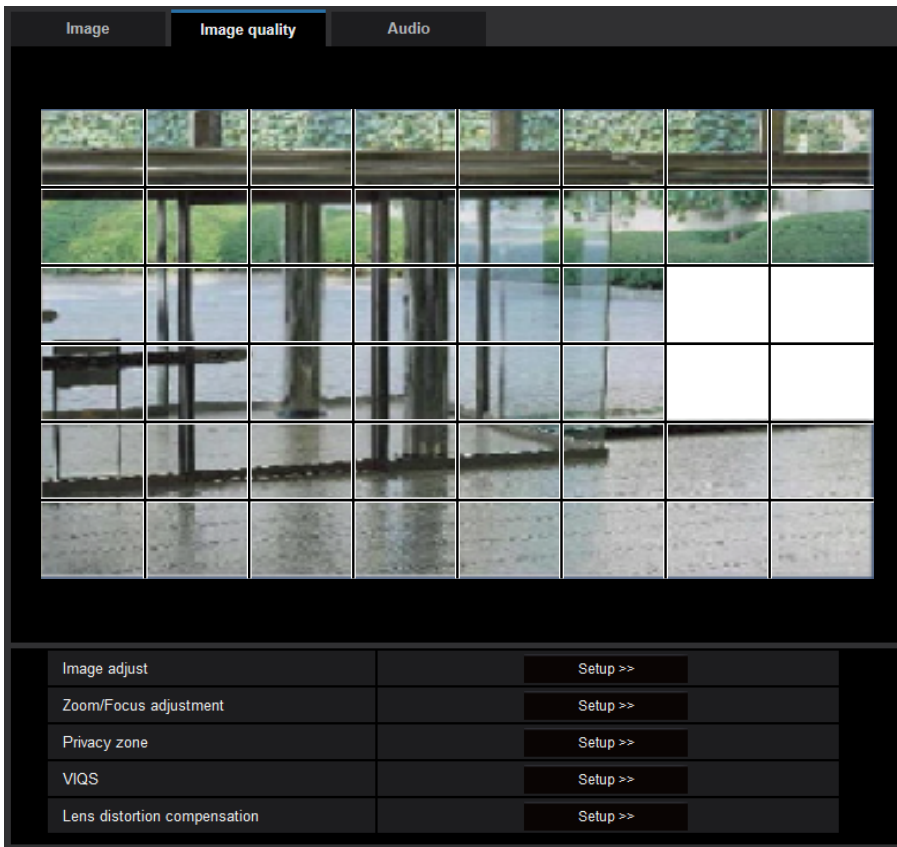 Image Image quality Audio
Image adjust Setup >>
Zoom/Focus adjustment Setup >>
Privacy zone Setup >>
VIQS Setup >>
Lens distortion compensation Setup >>